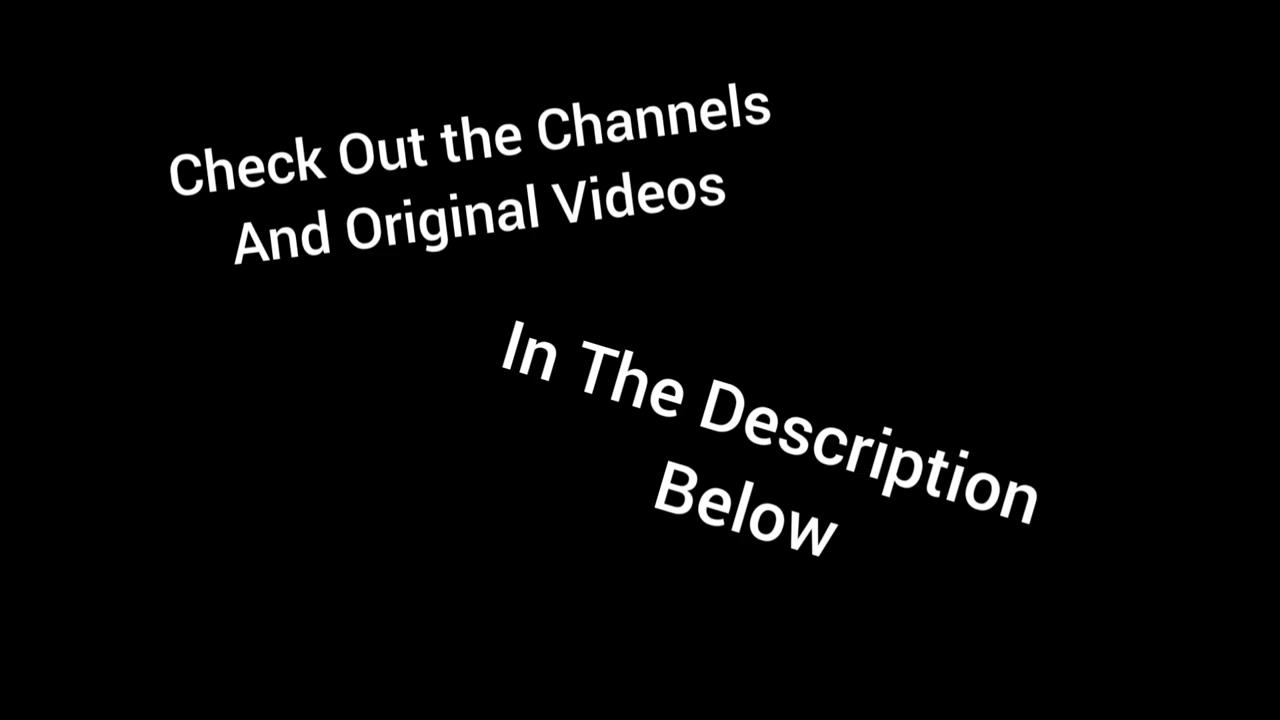 Check Out the Channels
And Original Videos
In The Description
Below